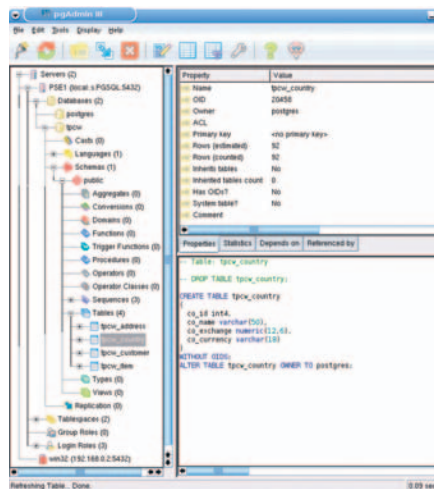 pgAdmin III
File Edit Tools Display Help
Servers (2)
PSE1 (local:s.PGSQL.5432)
Databases (2)
postgres
tpcw
Casts (0)
Languages (1)
Schemas (1)
public
Aggregates (0)
Conversions (0)
Domains (0)
Functions (0)
Trigger Functions (0)
Procedures (0)
Operators (0)
Operator Classes (0)
Sequences (3)
Tables (4)
tpcw_address
tpcw_country
tpcw_customer
tpcw_item
Types (0)
Views (0)
Replication (0)
Tablespaces (2)
Group Roles (0)
Login Roles (3)
win32 (192.168.0.2:5432)
Property Value
Name tpcw_country
OID 20458
Owner postgres
ACL
Primary key <no primary key>
Rows (estimated) 92
Rows (counted) 92
Inherits tables No
Inherited tables count 0
Has OIDs? No
System table? No
Comment
Properties Statistics Depends on Referenced by
-- Table: tpcw_country
-- DROP TABLE tpcw_country;
CREATE TABLE tpcw_country
(
co_id int4,
co_name varchar(50),
co_exchange numeric(12,6),
co_currency varchar(18)
)
WITHOUT OIDS;
ALTER TABLE tpcw_country OWNER TO postgres;
Refreshing Table... Done.
0.09 sec